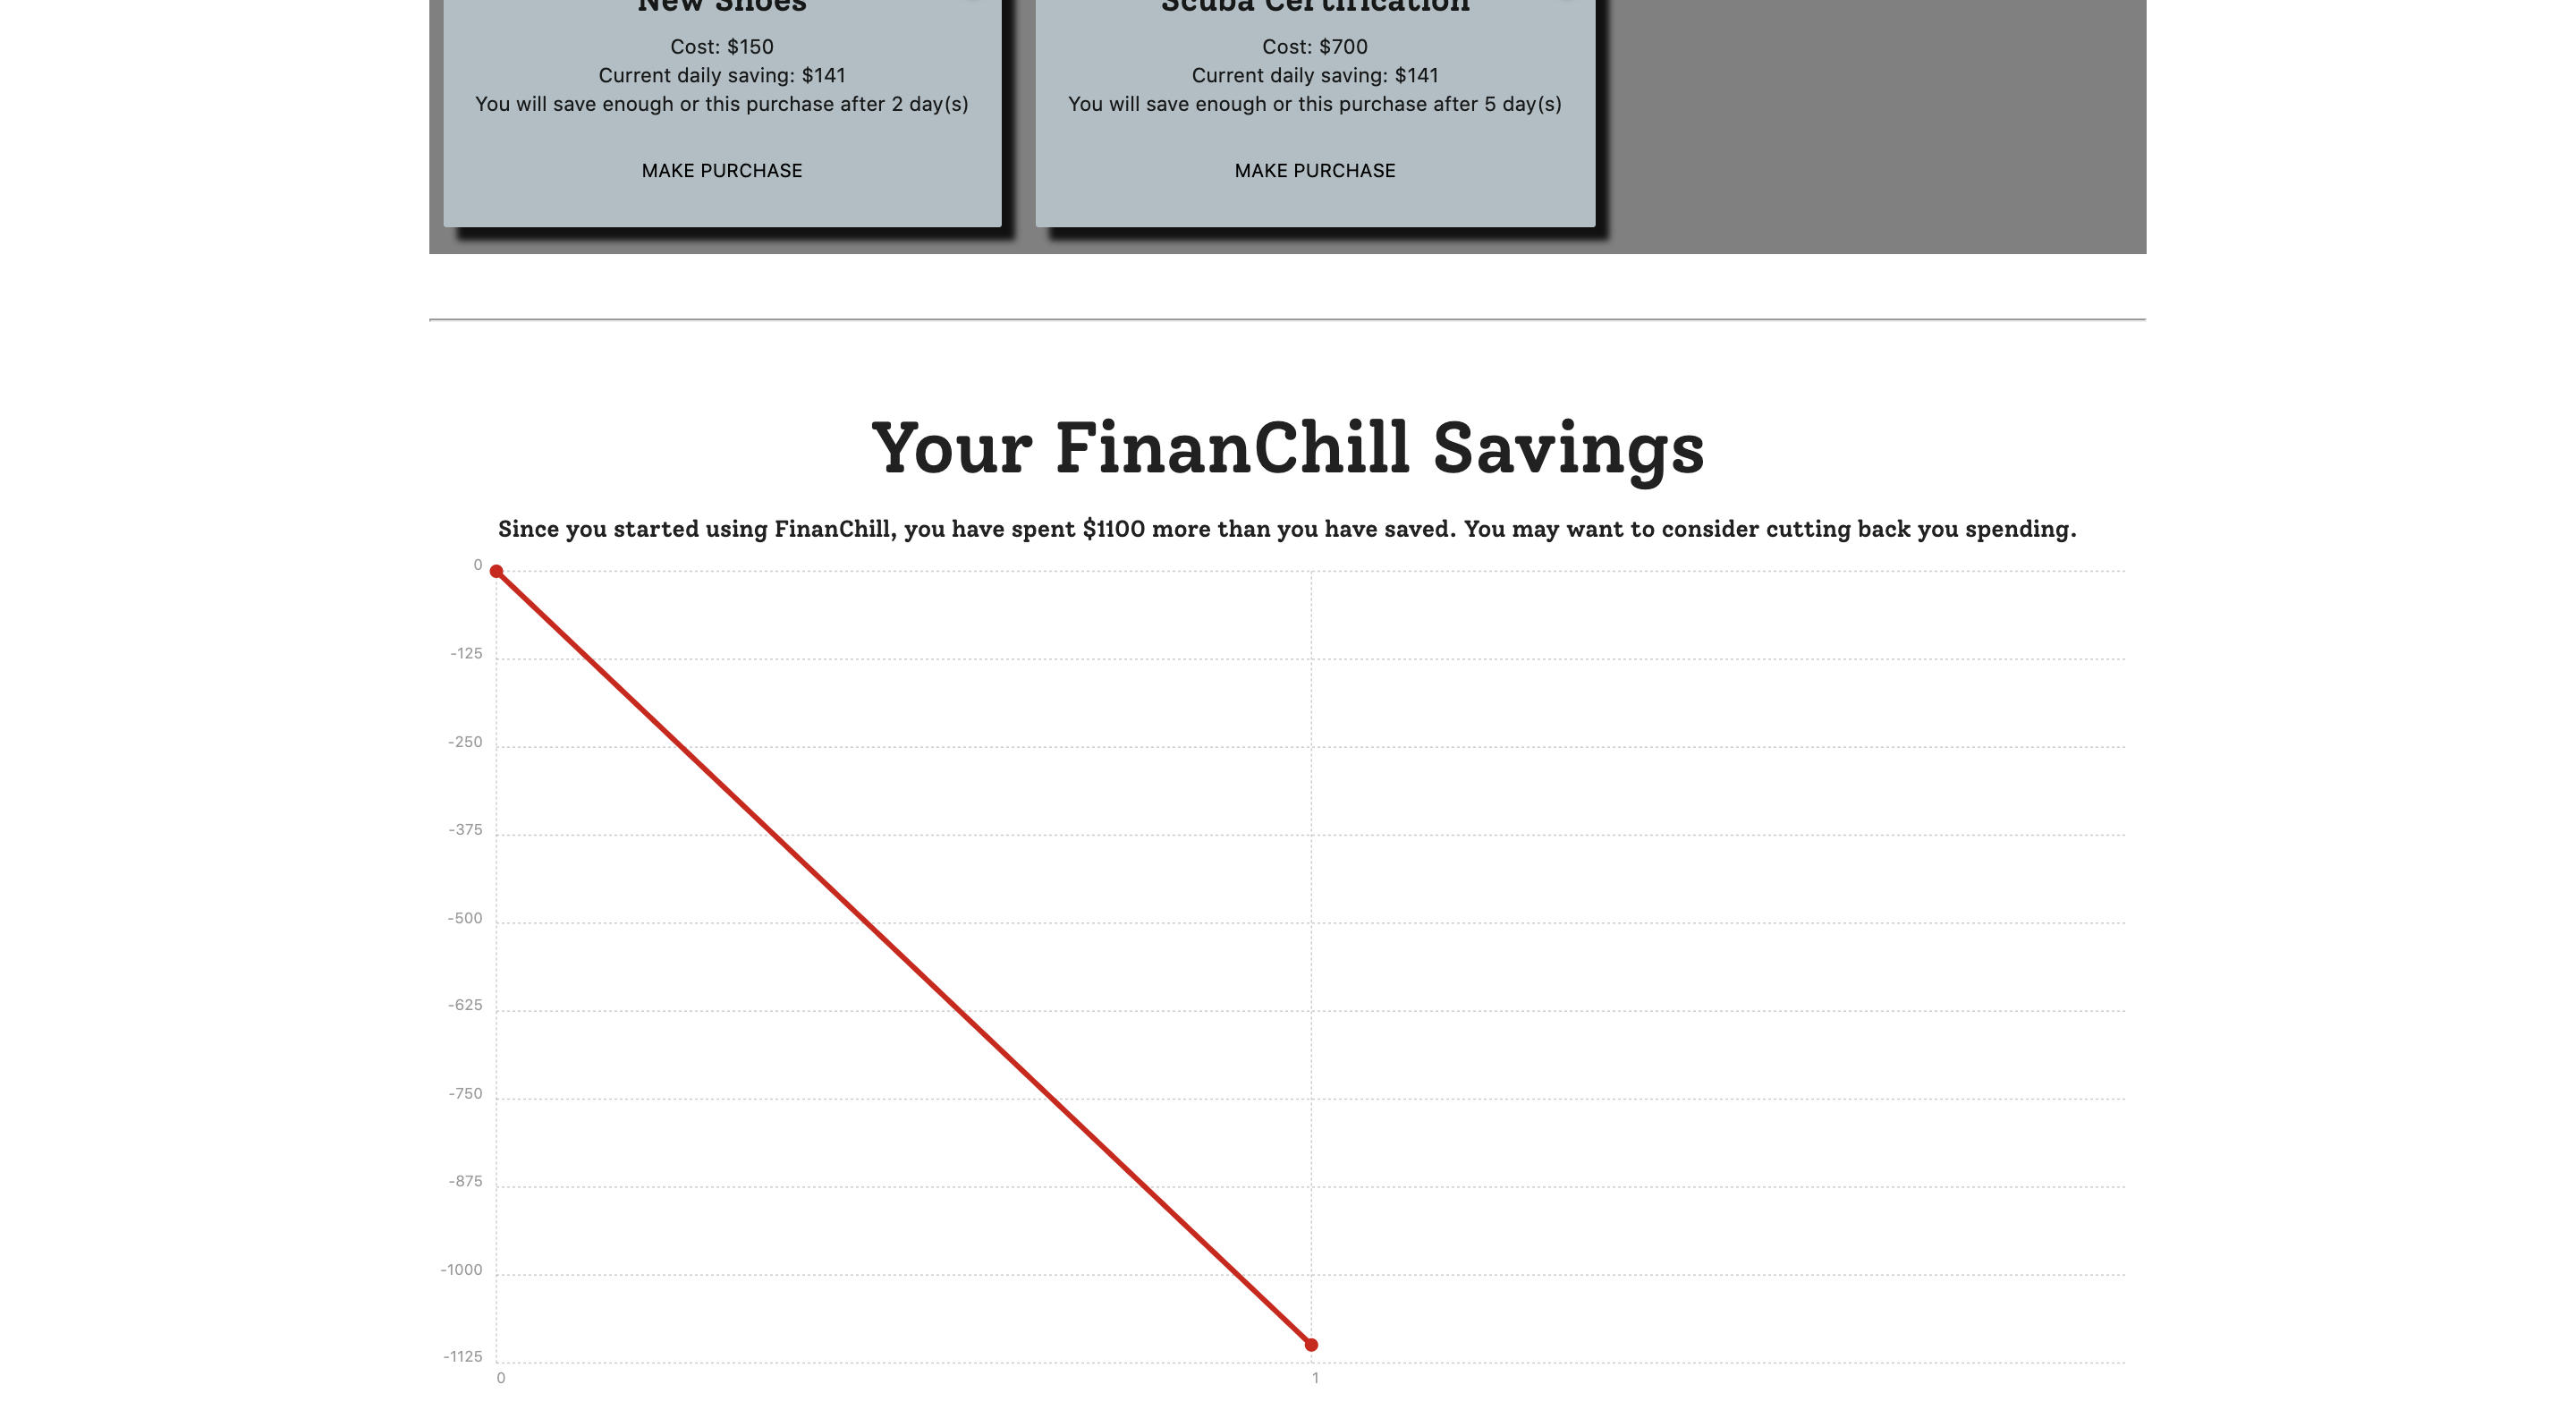 New Shoes
Scuba Certification
Cost: $150
Current daily saving: $141
You will save enough or this purchase after 2 day(s)
MAKE PURCHASE
Cost: $700
Current daily saving: $141
You will save enough or this purchase after 5 day(s)
MAKE PURCHASE
Your FinanChill Savings
Since you started using FinanChill, you have spent $1100 more than you have saved. You may want to consider cutting back you spending.
0
-125
-250
-375
-500
-625
-750
-875
-1000
-1125
0 1